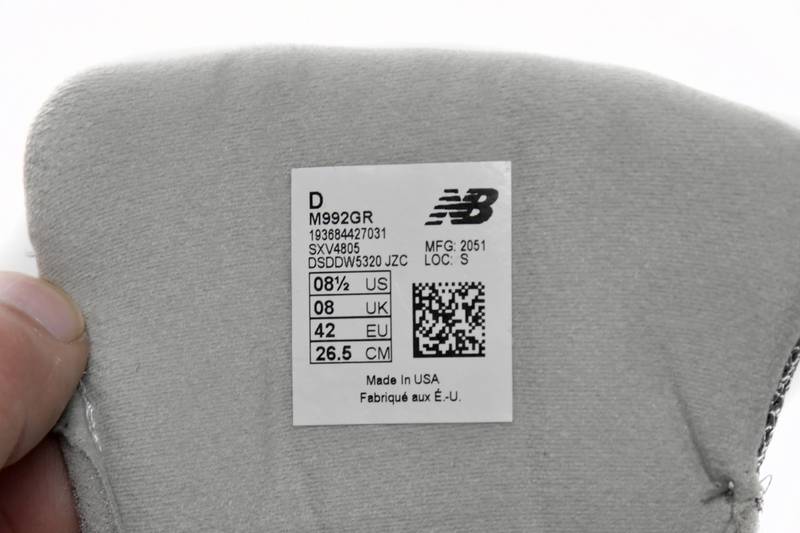 D
M992GR
193684427031
SXV4805
DSDDW5320 JZC
NB
MFG: 2051
LOC: S
08½ US
08 UK
42 EU
26.5 CM
Made In USA
Fabriqué aux É.-U.